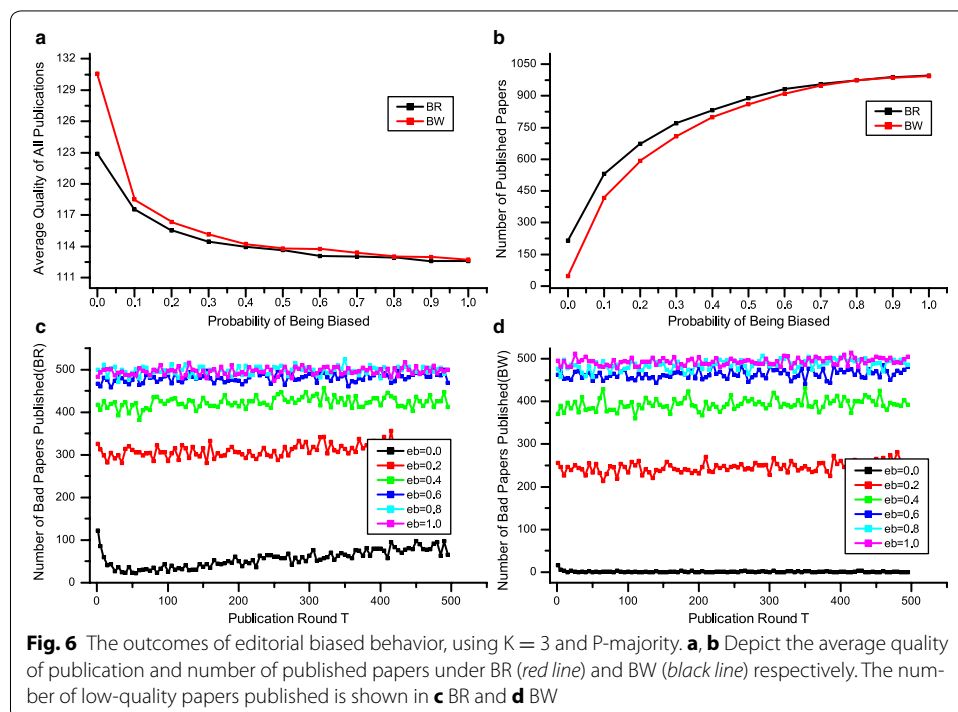 a
132
129
126
123
120
117
114
111
Average Quality of All Publications
BR
BW
0.0 0.1 0.2 0.3 0.4 0.5 0.6 0.7 0.8 0.9 1.0
Probability of Being Biased
b
1050
900
750
600
450
300
150
0
Number of Published Papers
BR
BW
0.0 0.1 0.2 0.3 0.4 0.5 0.6 0.7 0.8 0.9 1.0
Probability of Being Biased
c
500
400
300
200
100
0
Number of Bad Papers Published(BR)
eb=0.0
eb=0.2
eb=0.4
eb=0.6
eb=0.8
eb=1.0
0 100 200 300 400 500
Publication Round T
d
500
400
300
200
100
0
Number of Bad Papers Published(BW)
eb=0.0
eb=0.2
eb=0.4
eb=0.6
eb=0.8
eb=1.0
0 100 200 300 400 500
Publication Round T
Fig. 6 The outcomes of editorial biased behavior, using K = 3 and P-majority. a, b Depict the average quality
of publication and number of published papers under BR (red line) and BW (black line) respectively. The num-
ber of low-quality papers published is shown in c BR and d BW